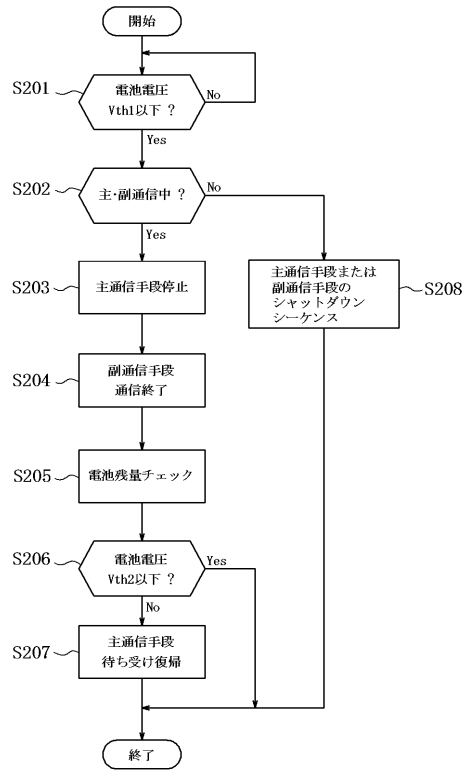 開始
S201
電池電圧
Vth1以下 ?
No
Yes
S202
主・副通信中 ?
No
Yes
S203
主通信手段停止
主通信手段または
副通信手段の
シャットダウン
シーケンス
S208
S204
副通信手段
通信終了
S205
電池残量チェック
S206
電池電圧
Vth2以下 ?
Yes
No
S207
主通信手段
待ち受け復帰
終了